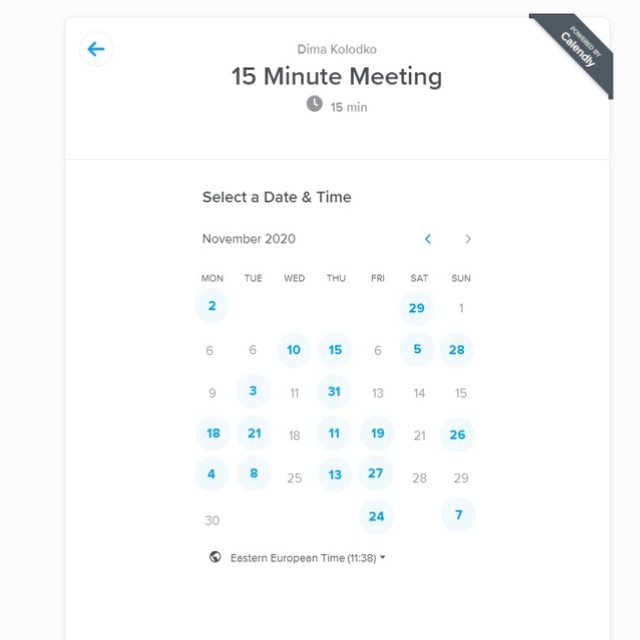 POWERED BY
Calendly
Dima Kolodko
15 Minute Meeting
15 min
Select a Date & Time
November 2020
MON TUE WED THU FRI SAT SUN
2 29 1
6 6 10 15 6 5 28
9 3 11 31 13 14 15
18 21 18 11 19 21 26
4 8 25 13 27 28 29
30 24 7
Eastern European Time (11:38)